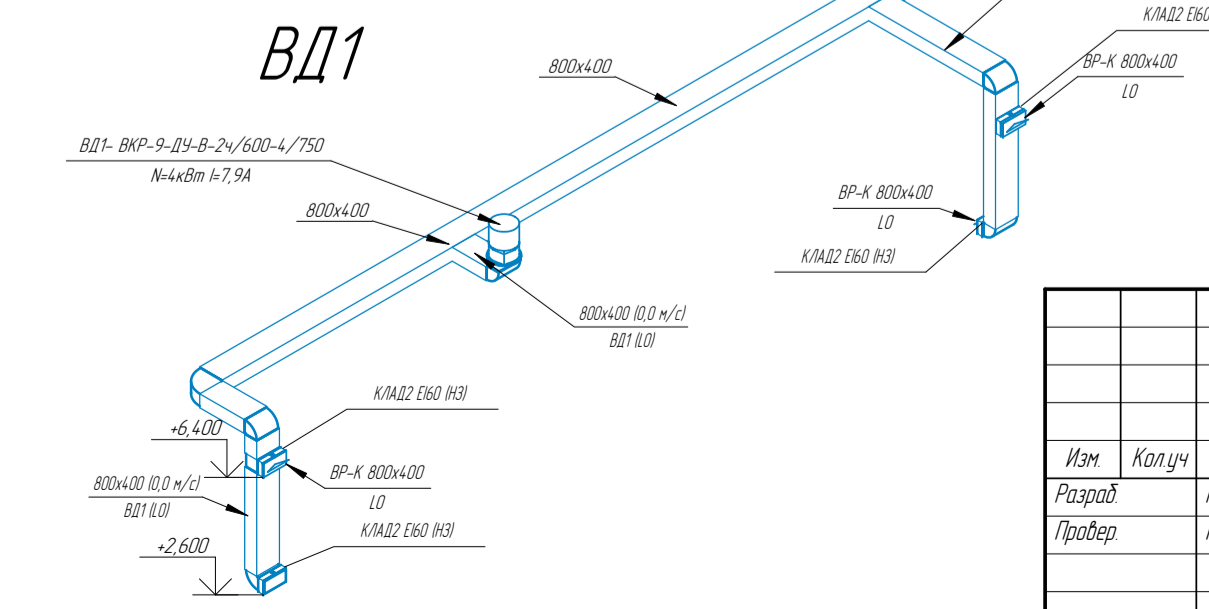 ВД1
КЛАД2 EI60
ВР-К 800х400
L0
800х400
ВД1- ВКР-9-ДУ-В-2ч/600-4/750
N=4кВт I=7,9А
800х400
ВР-К 800х400
L0
КЛАД2 EI60 (НЗ)
800х400 (0,0 м/с)
ВД1 (L0)
КЛАД2 EI60 (НЗ)
+6,400
ВР-К 800х400
L0
800х400 (0,0 м/с)
ВД1 (L0)
КЛАД2 EI60 (НЗ)
+2,600
Изм. Кол.уч
Разраб.
Провер.